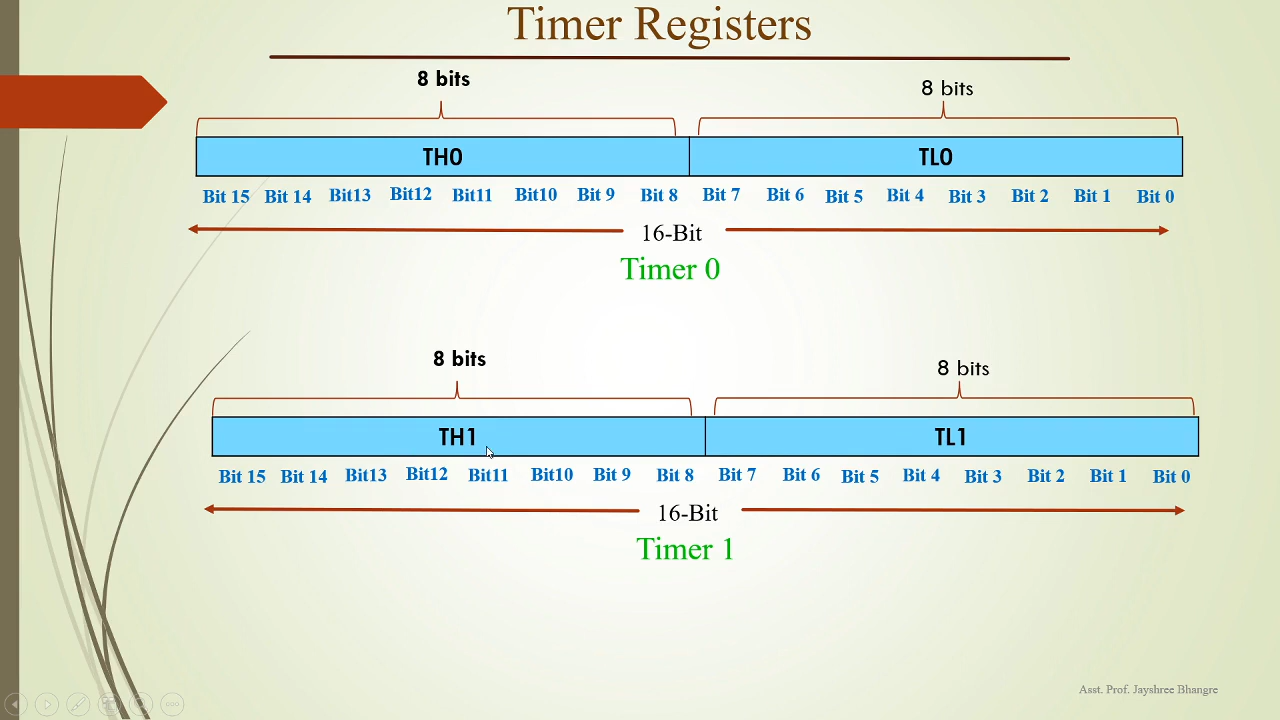 Timer Registers
8 bits
8 bits
TH0
TL0
Bit 15 Bit 14 Bit13 Bit12 Bit11 Bit10 Bit 9 Bit 8 Bit 7 Bit 6 Bit 5 Bit 4 Bit 3 Bit 2 Bit 1 Bit 0
16-Bit
Timer 0
8 bits
8 bits
TH1
TL1
Bit 15 Bit 14 Bit13 Bit12 Bit11 Bit10 Bit 9 Bit 8 Bit 7 Bit 6 Bit 5 Bit 4 Bit 3 Bit 2 Bit 1 Bit 0
16-Bit
Timer 1
Asst. Prof. Jayshree Bhangre